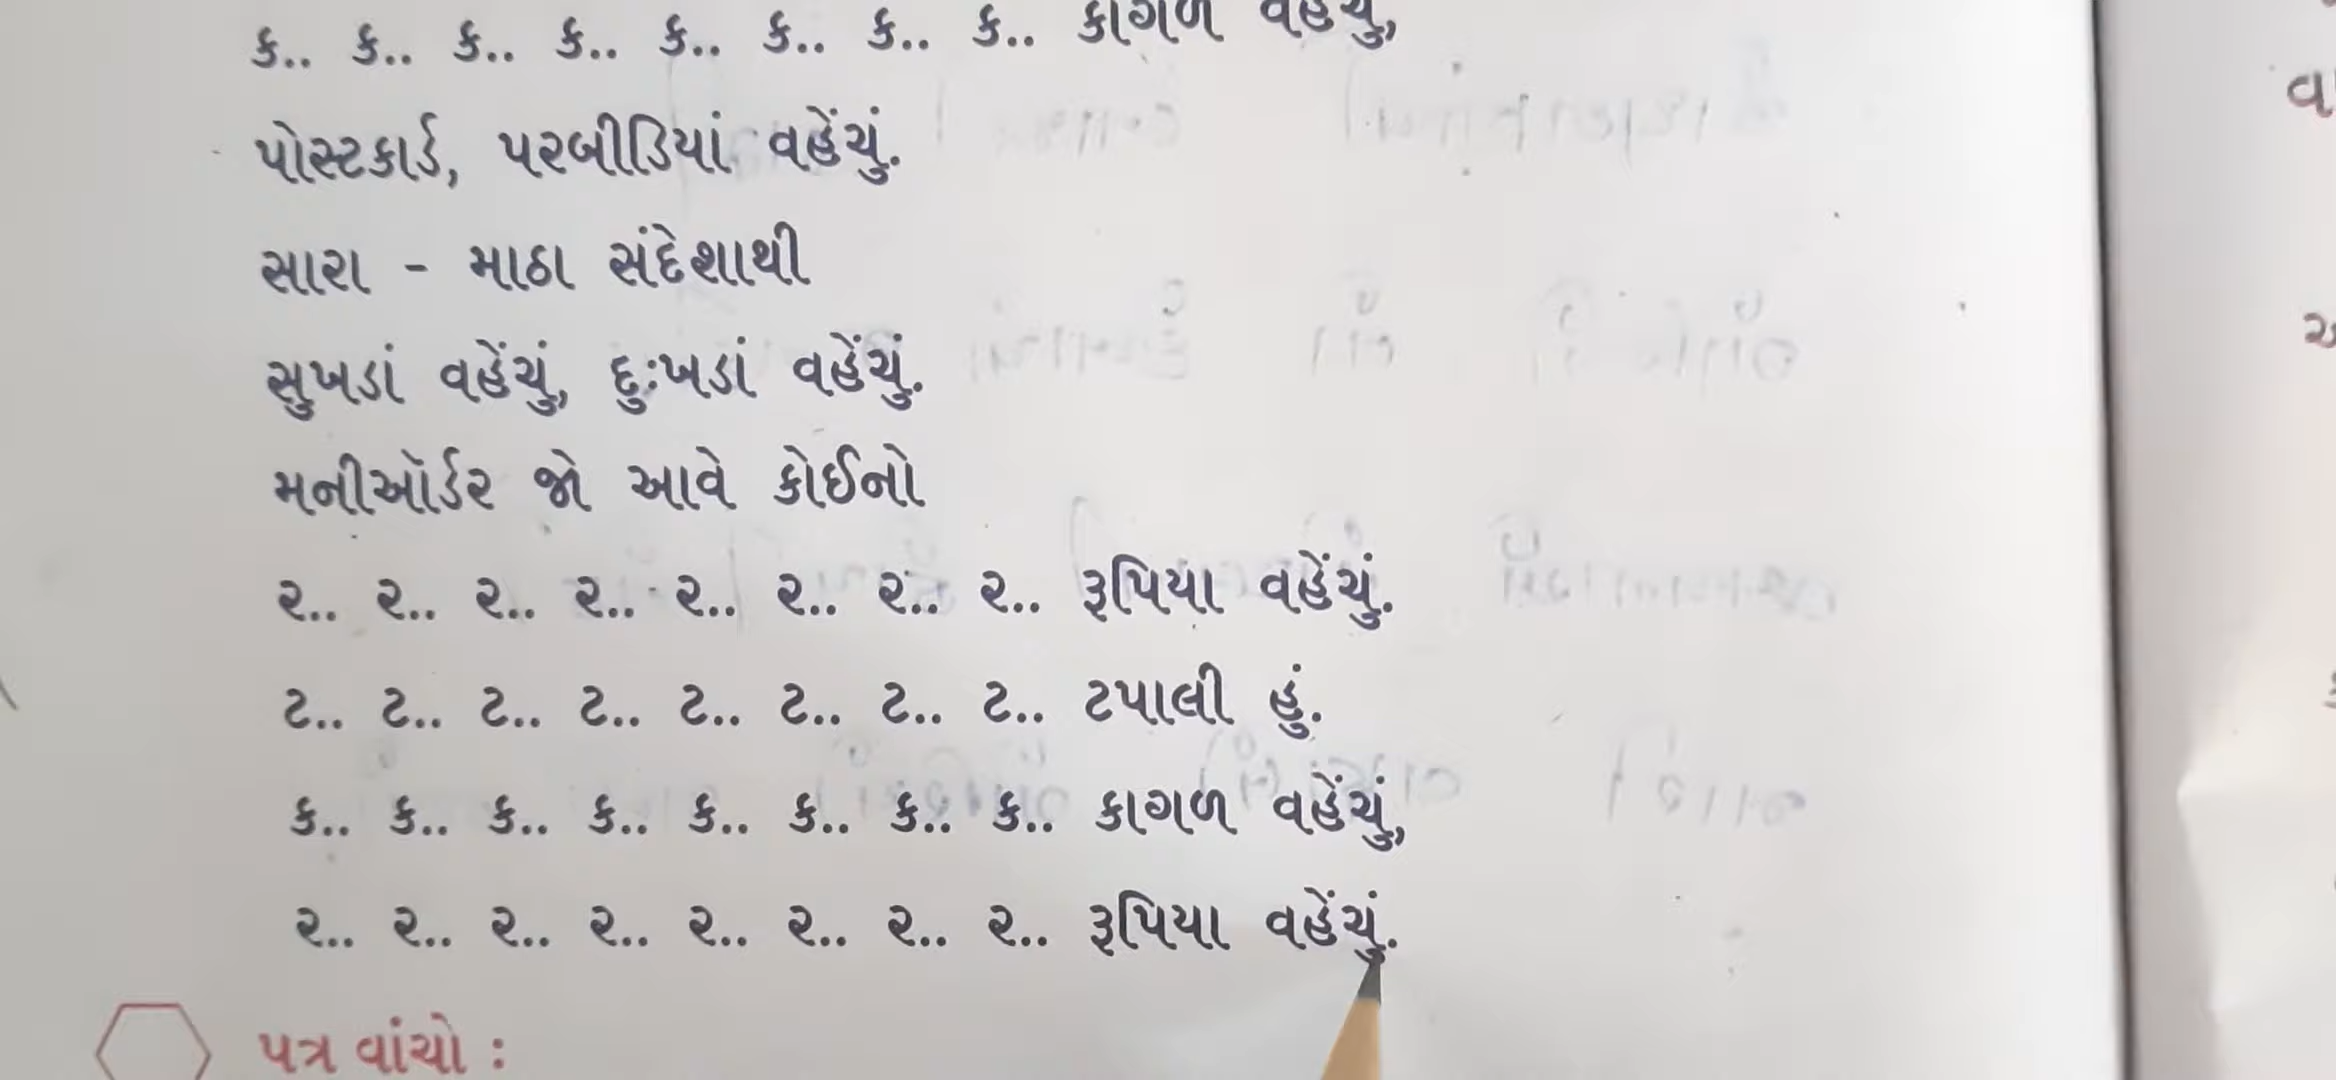 ક.. ક.. ક.. ક.. ક.. ક.. ક.. ક.. કાગળ વહેંચું,
પોસ્ટકાર્ડ, પરબીડિયાં વહેંચું.
સારા - માઠા સંદેશાથી
સુખડાં વહેંચું, દુઃખડાં વહેંચું.
મનીઑર્ડર જો આવે કોઈનો
ર.. ર.. ર.. ર.. ર.. ર.. ર.. ર.. રૂપિયા વહેંચું.
ટ.. ટ.. ટ.. ટ.. ટ.. ટ.. ટ.. ટ.. ટપાલી હું.
ક.. ક.. ક.. ક.. ક.. ક.. ક.. ક.. કાગળ વહેંચું,
ર.. ર.. ર.. ર.. ર.. ર.. ર.. ર.. રૂપિયા વહેંચું.
પત્ર વાંચો :